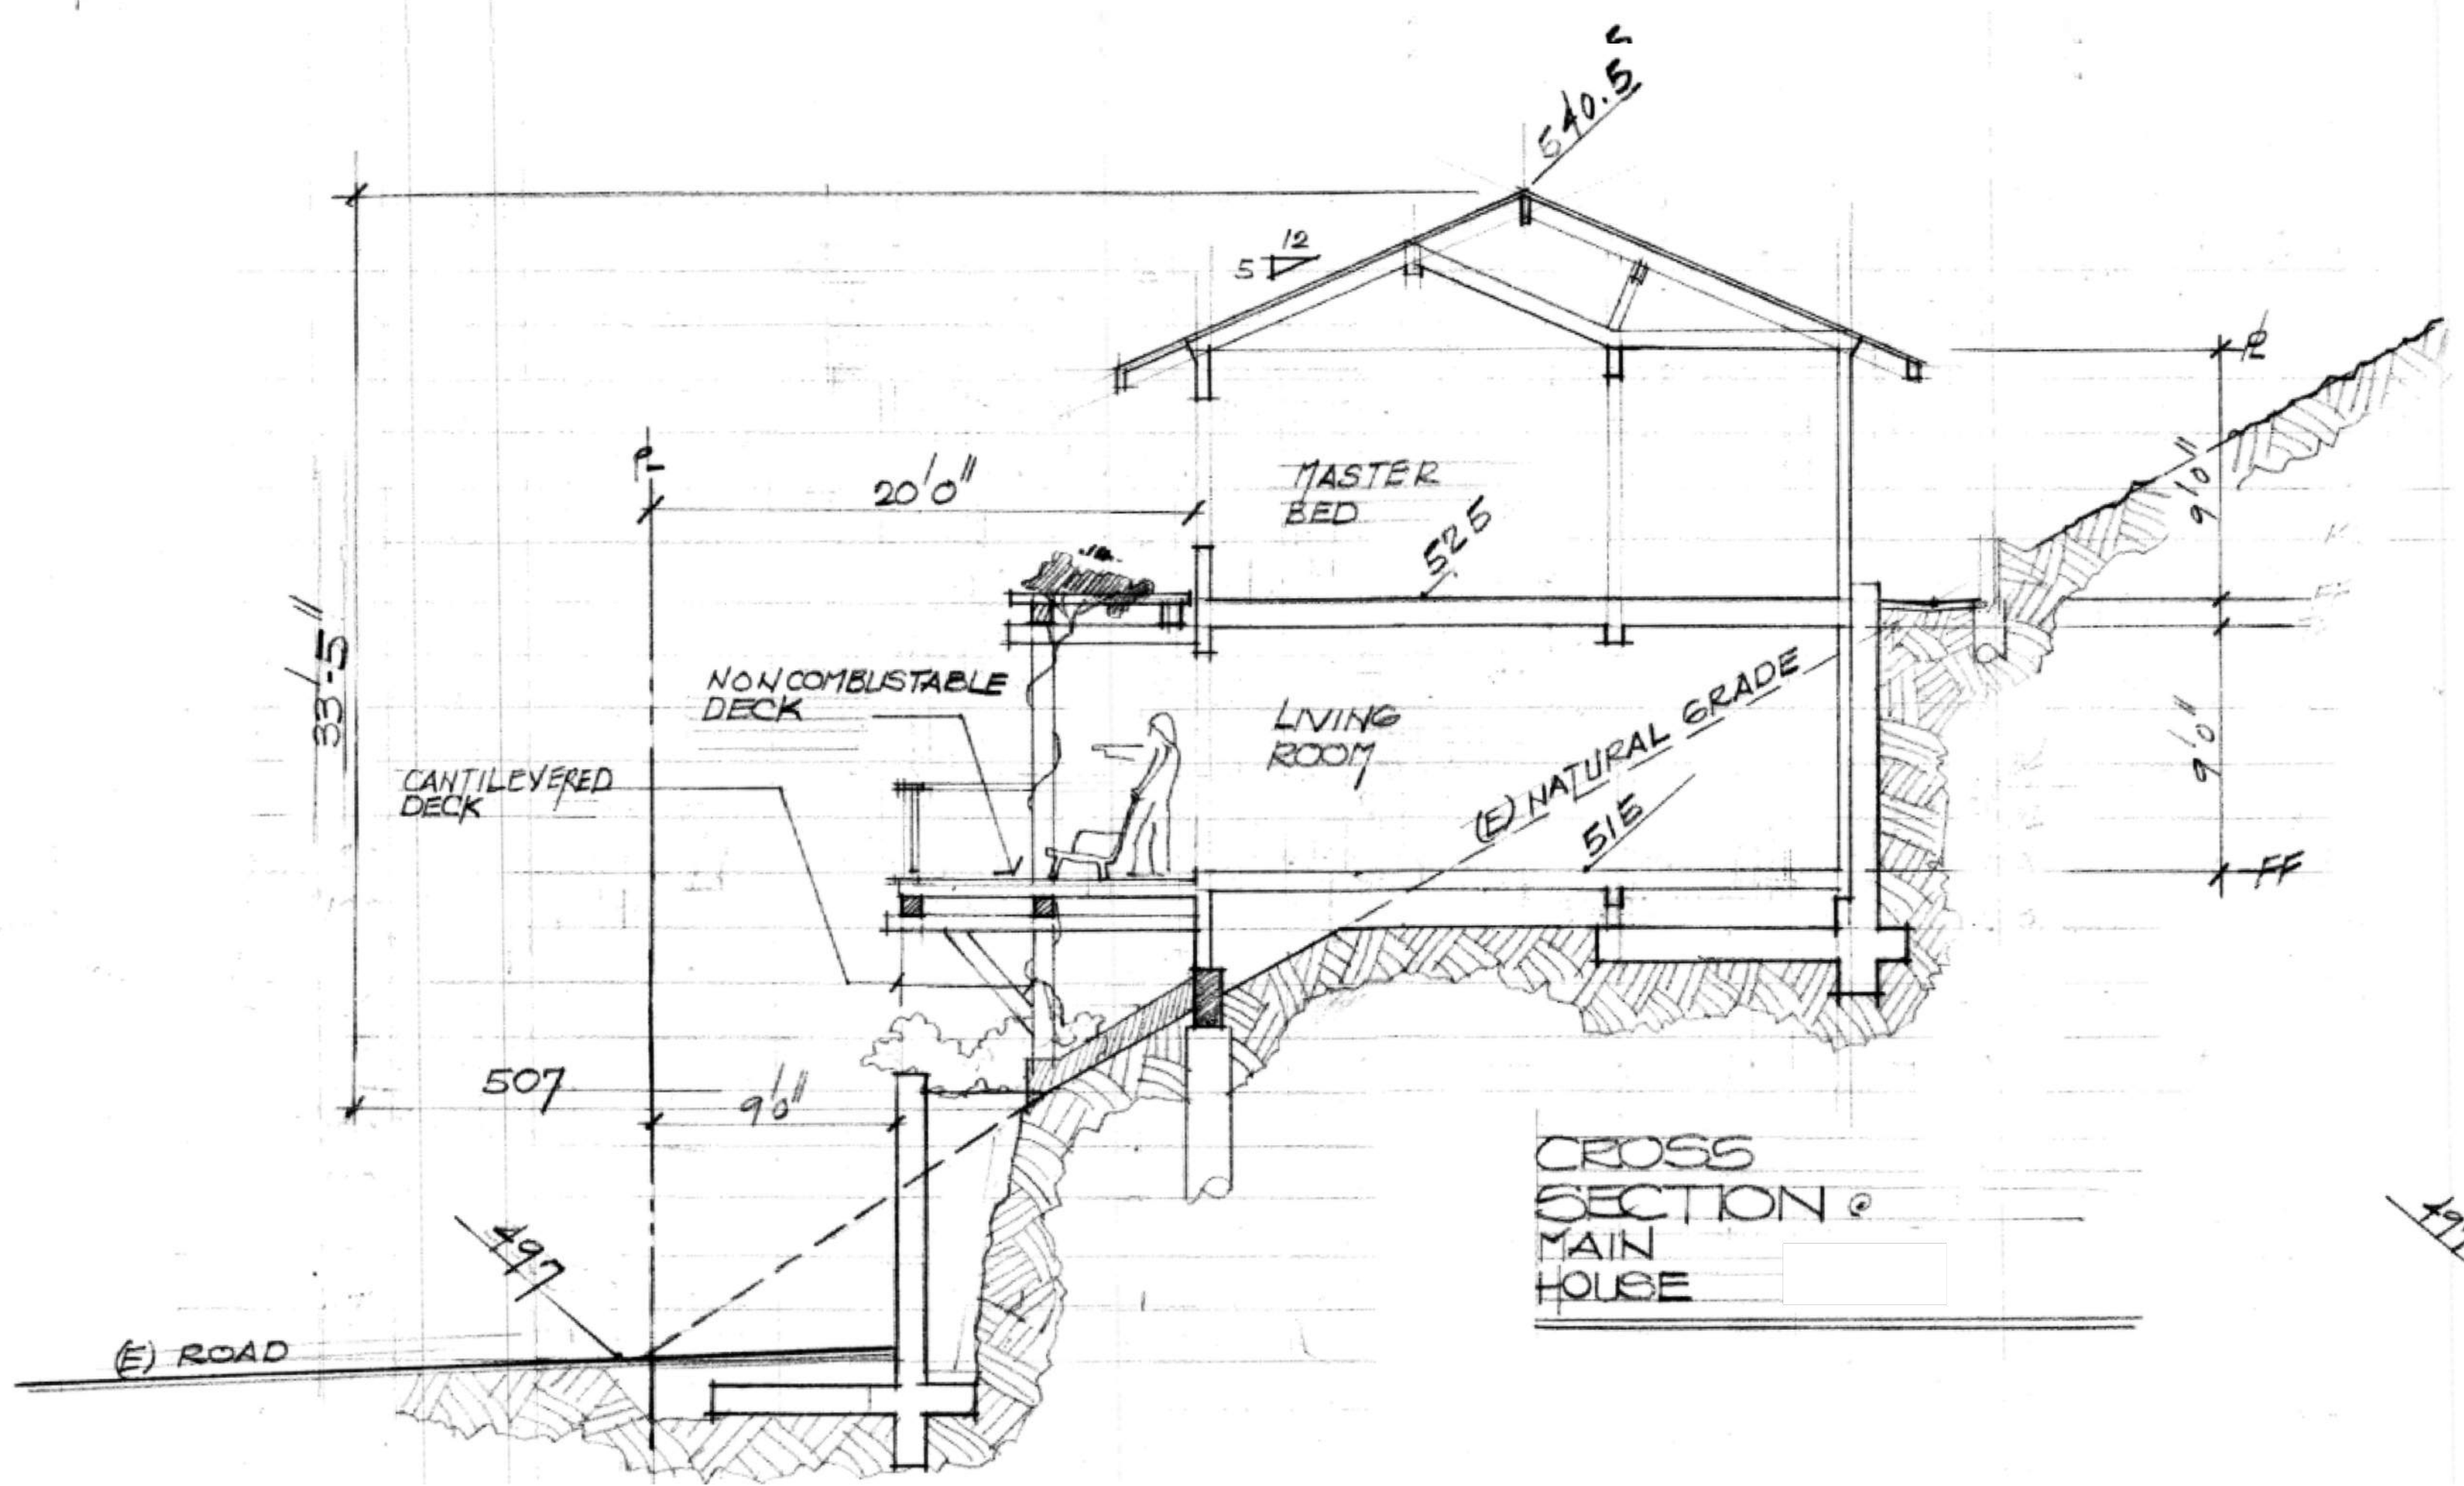 540.5
12
5
PL
20'0"
MASTER
BED
525
9'0"
33'-5"
NONCOMBUSTABLE
DECK
LIVING
ROOM
(E) NATURAL GRADE
515
9'0"
CANTILEVERED
DECK
FF
507
9'0"
CROSS
SECTION @
MAIN
HOUSE
497
(E) ROAD